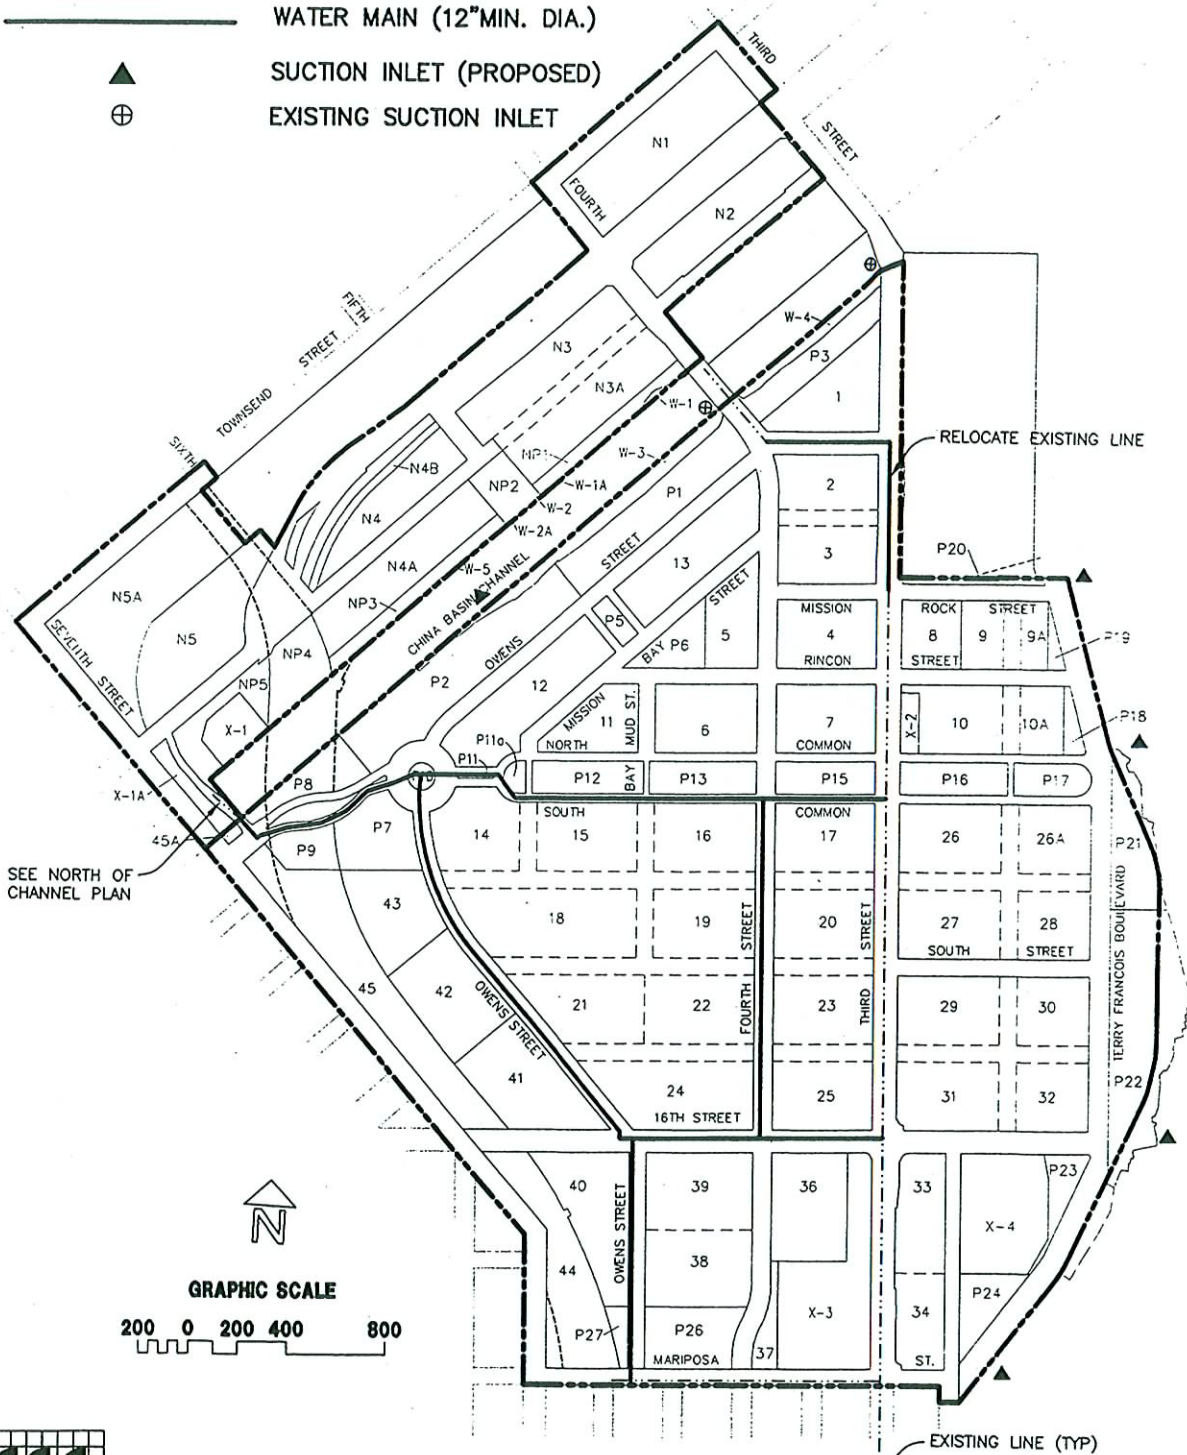 WATER MAIN (12"MIN. DIA.)
SUCTION INLET (PROPOSED)
EXISTING SUCTION INLET
THIRD
STREET
N1
FOURTH
N2
FIFTH
STREET
TOWNSEND
SIXTH
N3
N3A
W-4
P3
1
W-1
RELOCATE EXISTING LINE
N4B
NP1
W-3
NP2
W-1A
P1
2
N4
W-2
W-2A
STREET
13
3
P20
N4A
W-5
N5A
NP3
CHINA BASIN CHANNEL
STREET
MISSION
ROCK STREET
N5
P5
5
4
8
9
9A
P19
SEVENTH STREET
NP4
OWENS
BAY
P6
RINCON
STREET
NP5
P2
12
MISSION
11
MUD ST.
6
7
X-2
10
10A
P18
X-1
P11a
NORTH
COMMON
P11
P10
P8
P12
BAY
P13
P15
P16
P17
X-1A
SOUTH
COMMON
45A
P7
14
15
16
17
26
26A
P21
P9
SEE NORTH OF
CHANNEL PLAN
43
18
19
20
27
28
FOURTH STREET
THIRD STREET
SOUTH STREET
TERRY FRANCOIS BOULEVARD
45
42
OWENS STREET
21
22
23
29
30
41
24
25
31
32
P22
16TH STREET
40
39
36
33
P23
N
OWENS STREET
X-4
GRAPHIC SCALE
44
38
X-3
34
P24
200 0 200 400 800
P27
P26
37
MARIPOSA
ST.
EXISTING LINE (TYP)